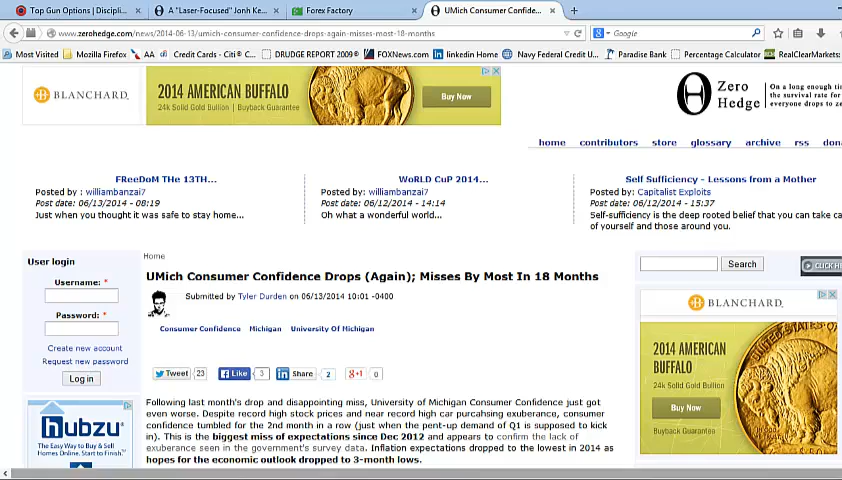 Top Gun Options | Discipli...
A "Laser-Focused" Jonh Ke...
Forex Factory
UMich Consumer Confidenc...
www.zerohedge.com/news/2014-06-13/umich-consumer-confidence-drops-again-misses-most-18-months
Google
Most Visited
Mozilla Firefox
AA
Credit Cards - Citi® C...
DRUDGE REPORT 2009®
FOXNews.com
linkedin Home
Navy Federal Credit U...
Paradise Bank
Percentage Calculator
RealClearMarkets:
BLANCHARD.
2014 AMERICAN BUFFALO
24k Solid Gold Bullion | Buyback Guarantee
Buy Now
Zero Hedge
On a long enough tim
the survival rate for
everyone drops to ze
home contributors store glossary archive rss don
FReeDoM THe 13TH...
Posted by : williambanzai7
Post date: 06/13/2014 - 08:19
Just when you thought it was safe to stay home...
WoRLD CuP 2014...
Posted by: williambanzai7
Post date: 06/12/2014 - 14:14
Oh what a wonderful world...
Self Sufficiency - Lessons from a Mother
Posted by: Capitalist Exploits
Post date: 06/12/2014 - 15:37
Self-sufficiency is the deep rooted belief that you can take ca
of yourself and those around you.
User login
Username: *
Password: *
Create new account
Request new password
Log in
Home
UMich Consumer Confidence Drops (Again); Misses By Most In 18 Months
Submitted by Tyler Durden on 06/13/2014 10:01 -0400
Consumer Confidence Michigan University Of Michigan
Tweet 23
Like 3
Share 2
+1 0
Following last month's drop and disappointing miss, University of Michigan Consumer Confidence just got
even worse. Despite record high stock prices and near record high car purcahsing exuberance, consumer
confidence tumbled for the 2nd month in a row (just when the pent-up demand of Q1 is supposed to kick
in). This is the biggest miss of expectations since Dec 2012 and appears to confirm the lack of
exuberance seen in the government's survey data. Inflation expectations dropped to the lowest in 2014 as
hopes for the economic outlook dropped to 3-month lows.
Search
CLICK H
BLANCHARD
2014 AMERICAN
BUFFALO
24k Solid Gold Bullion
Buy Now
Buyback Guarantee
hubzu
The Easy Way to Buy & Sell
Homes Online. Start to Finish.